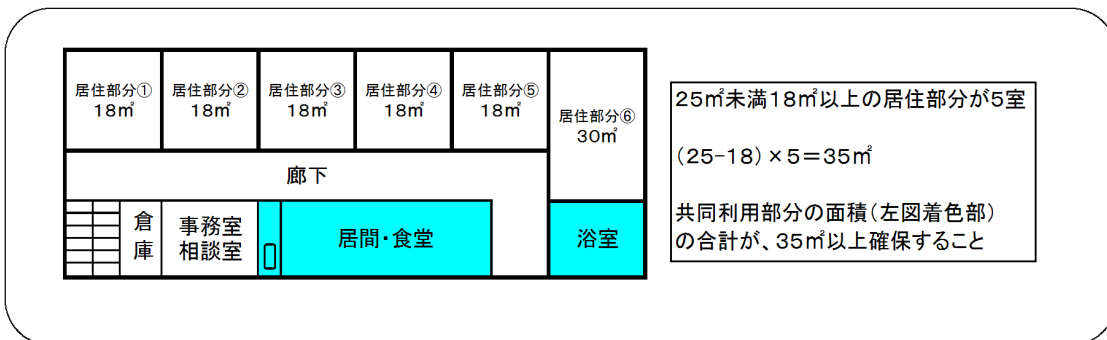 居住部分①
18㎡
居住部分②
18㎡
居住部分③
18㎡
居住部分④
18㎡
居住部分⑤
18㎡
居住部分⑥
30㎡
廊下
倉
庫
事務室
相談室
居間・食堂
浴室
25㎡未満18㎡以上の居住部分が5室
(25-18)×5=35㎡
共同利用部分の面積(左図着色部)
の合計が、35㎡以上確保すること